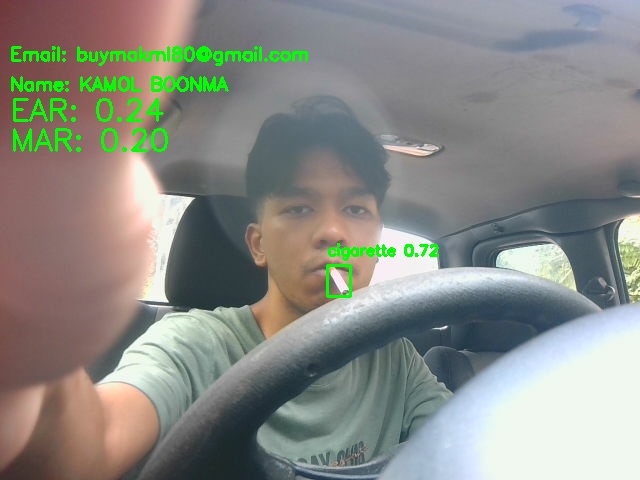 Email: buymakml80@gmail.com
Name: KAMOL BOONMA
EAR: 0.24
MAR: 0.20
cigarette 0.72